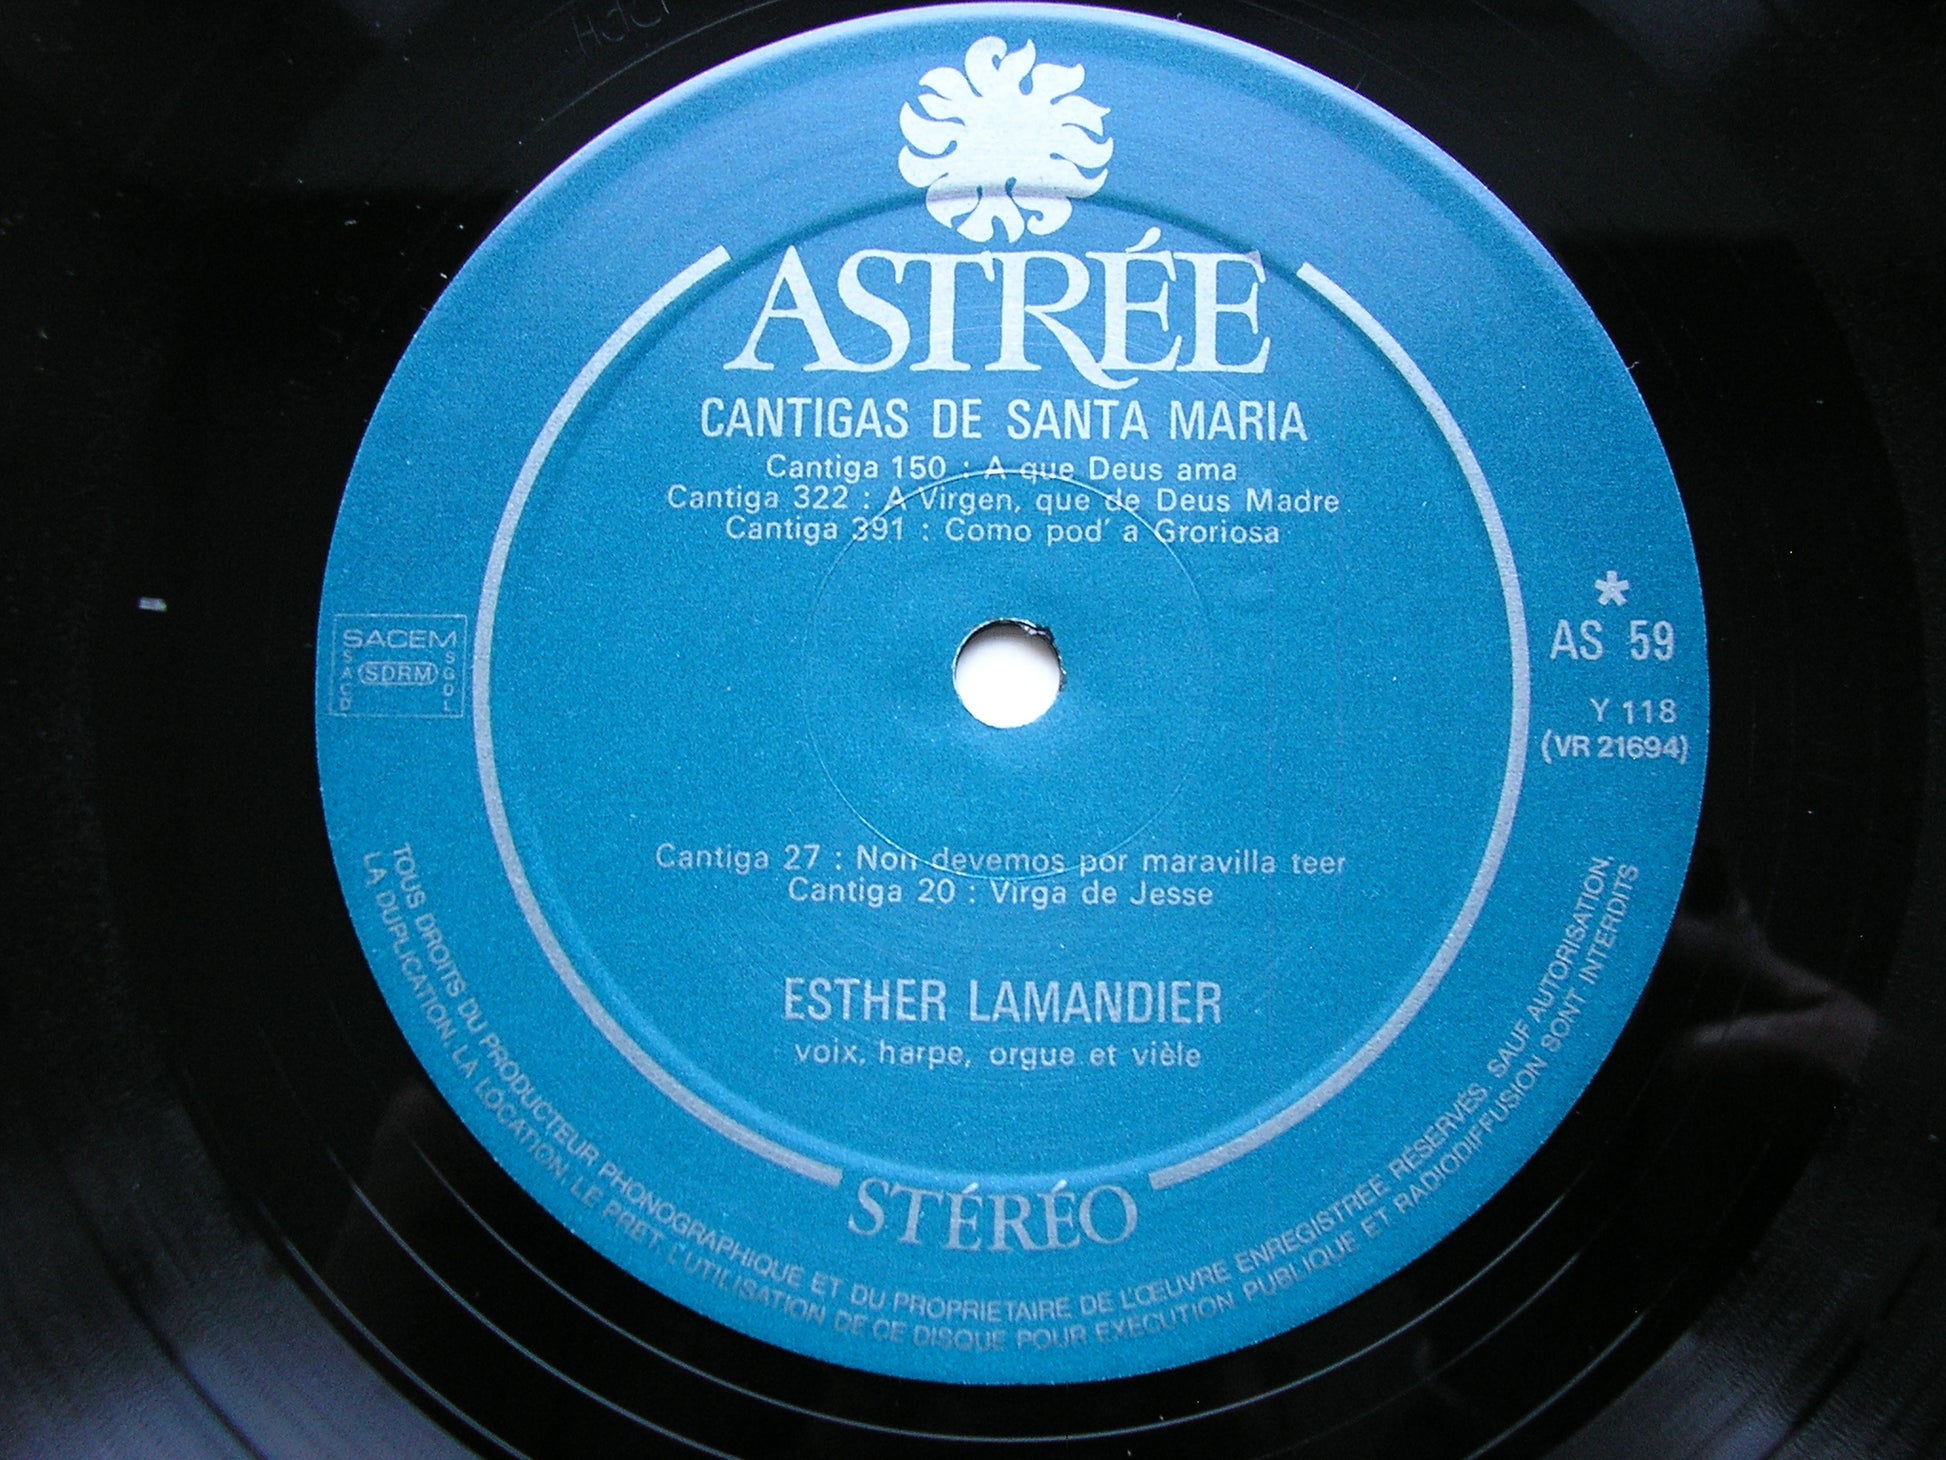 ASTRÉE
CANTIGAS DE SANTA MARIA
Cantiga 150 : A que Deus ama
Cantiga 322 : A Virgen, que de Deus Madre
Cantiga 391 : Como pod' a Groriosa
*
AS 59
Y 118
(VR 21694)
SACEM
SACD
SDRM
SGDL
Cantiga 27 : Non devemos por maravilla teer
Cantiga 20 : Virga de Jesse
ESTHER LAMANDIER
voix, harpe, orgue et vièle
STÉRÉO
TOUS DROITS DU PRODUCTEUR PHONOGRAPHIQUE ET DU PROPRIETAIRE DE L'ŒUVRE ENREGISTREE RÉSERVÉS. SAUF AUTORISATION,
LA DUPLICATION, LA LOCATION, LE PRET, L'UTILISATION DE CE DISQUE POUR EXECUTION PUBLIQUE ET RADIODIFFUSION SONT INTERDITS